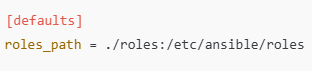 [defaults]
roles_path = ./roles:/etc/ansible/roles